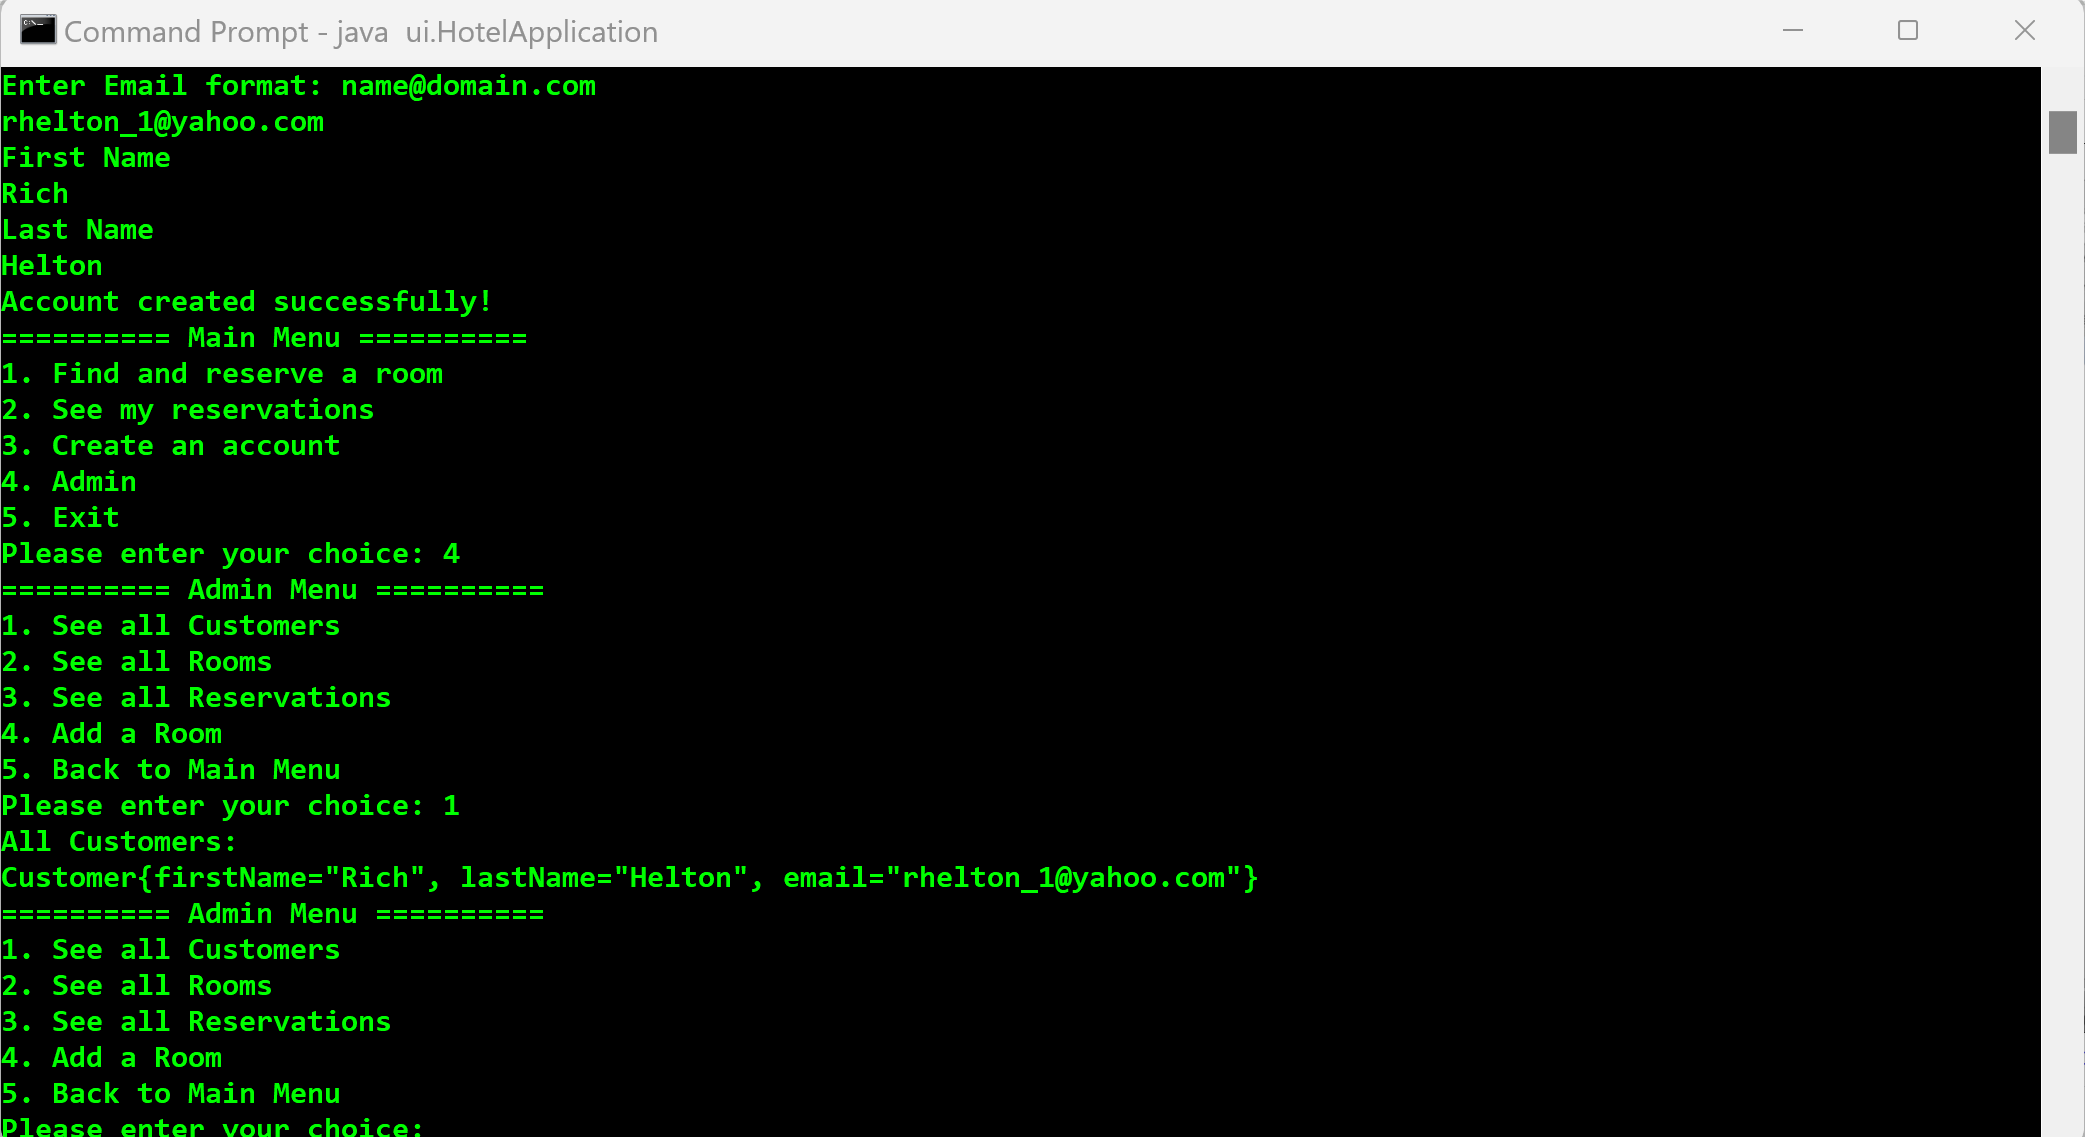 Command Prompt - java  ui.HotelApplication
Enter Email format: name@domain.com
rhelton_1@yahoo.com
First Name
Rich
Last Name
Helton
Account created successfully!
========== Main Menu ==========
1. Find and reserve a room
2. See my reservations
3. Create an account
4. Admin
5. Exit
Please enter your choice: 4
========== Admin Menu ==========
1. See all Customers
2. See all Rooms
3. See all Reservations
4. Add a Room
5. Back to Main Menu
Please enter your choice: 1
All Customers:
Customer{firstName="Rich", lastName="Helton", email="rhelton_1@yahoo.com"}
========== Admin Menu ==========
1. See all Customers
2. See all Rooms
3. See all Reservations
4. Add a Room
5. Back to Main Menu
Please enter your choice: